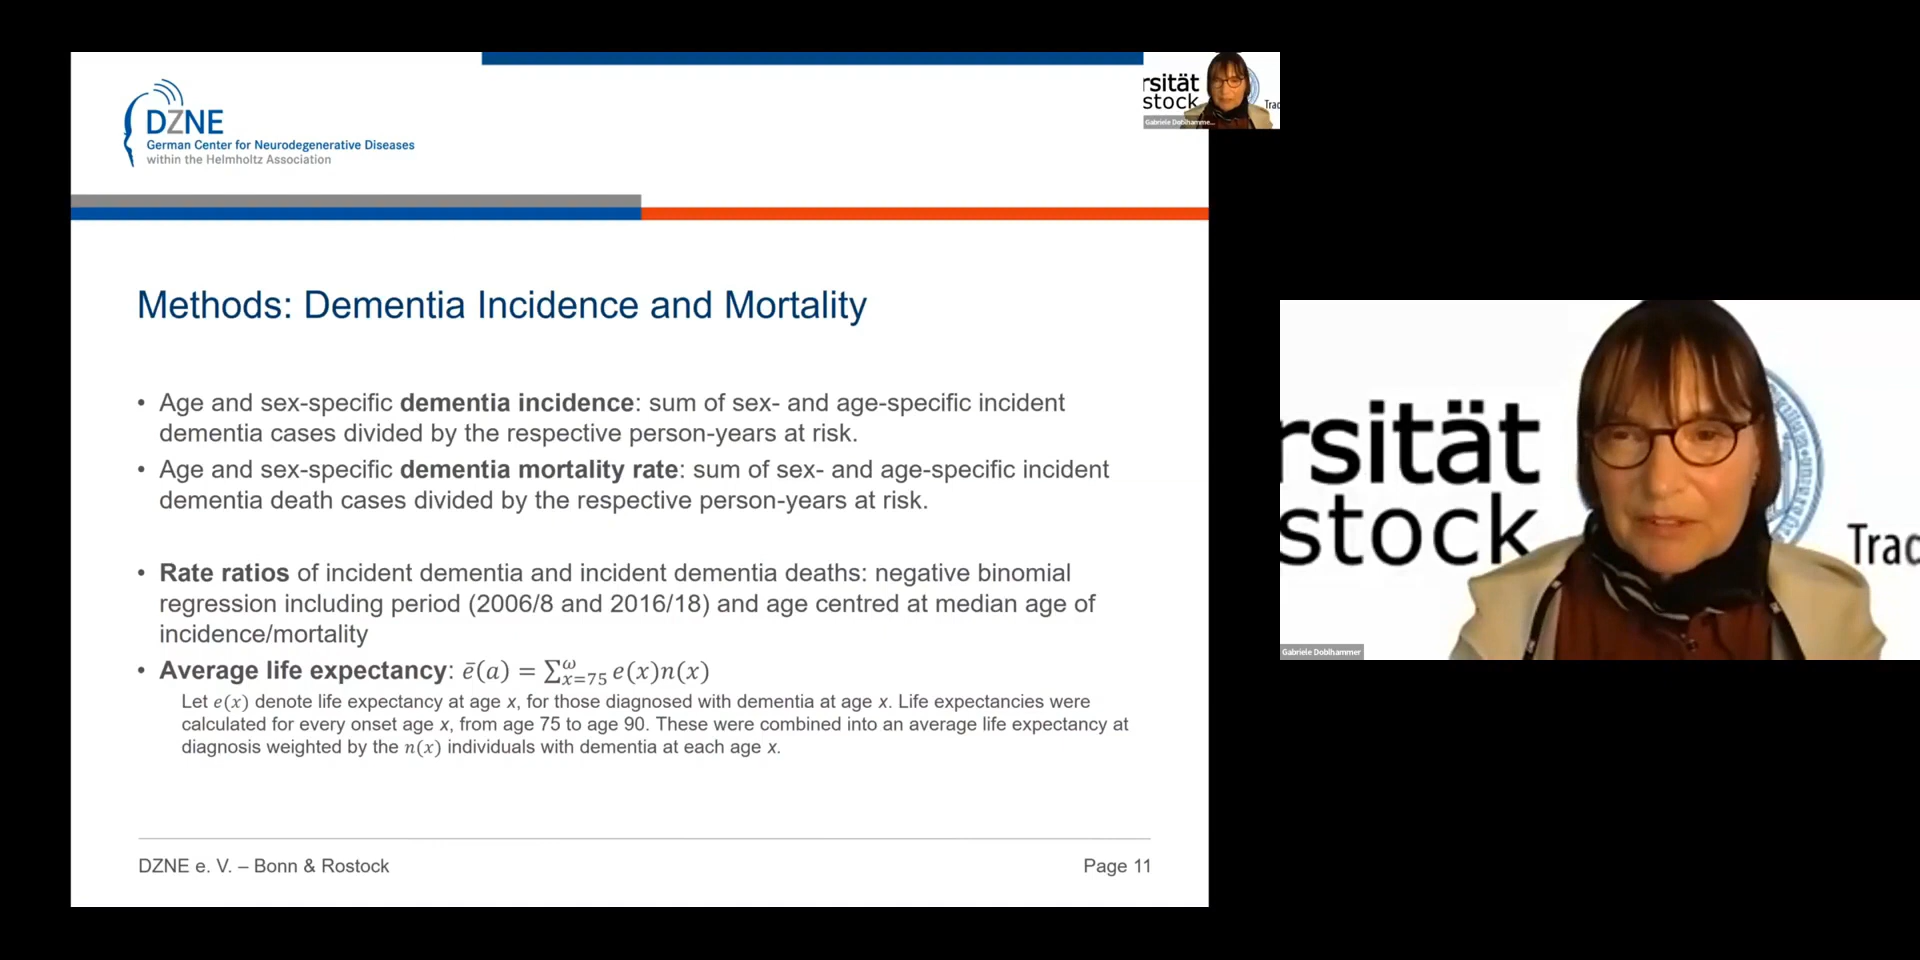 DZNE
German Center for Neurodegenerative Diseases
within the Helmholtz Association
rsität
stock
Trac
Gabriele Doblhamme...
Methods: Dementia Incidence and Mortality
• Age and sex-specific dementia incidence: sum of sex- and age-specific incident
dementia cases divided by the respective person-years at risk.
• Age and sex-specific dementia mortality rate: sum of sex- and age-specific incident
dementia death cases divided by the respective person-years at risk.
• Rate ratios of incident dementia and incident dementia deaths: negative binomial
regression including period (2006/8 and 2016/18) and age centred at median age of
incidence/mortality
• Average life expectancy: ē(a) = ∑ω x=75 e(x)n(x)
Let e(x) denote life expectancy at age x, for those diagnosed with dementia at age x. Life expectancies were
calculated for every onset age x, from age 75 to age 90. These were combined into an average life expectancy at
diagnosis weighted by the n(x) individuals with dementia at each age x.
DZNE e. V. – Bonn & Rostock
Page 11
rsität
stock
Trac
Gabriele Doblhammer